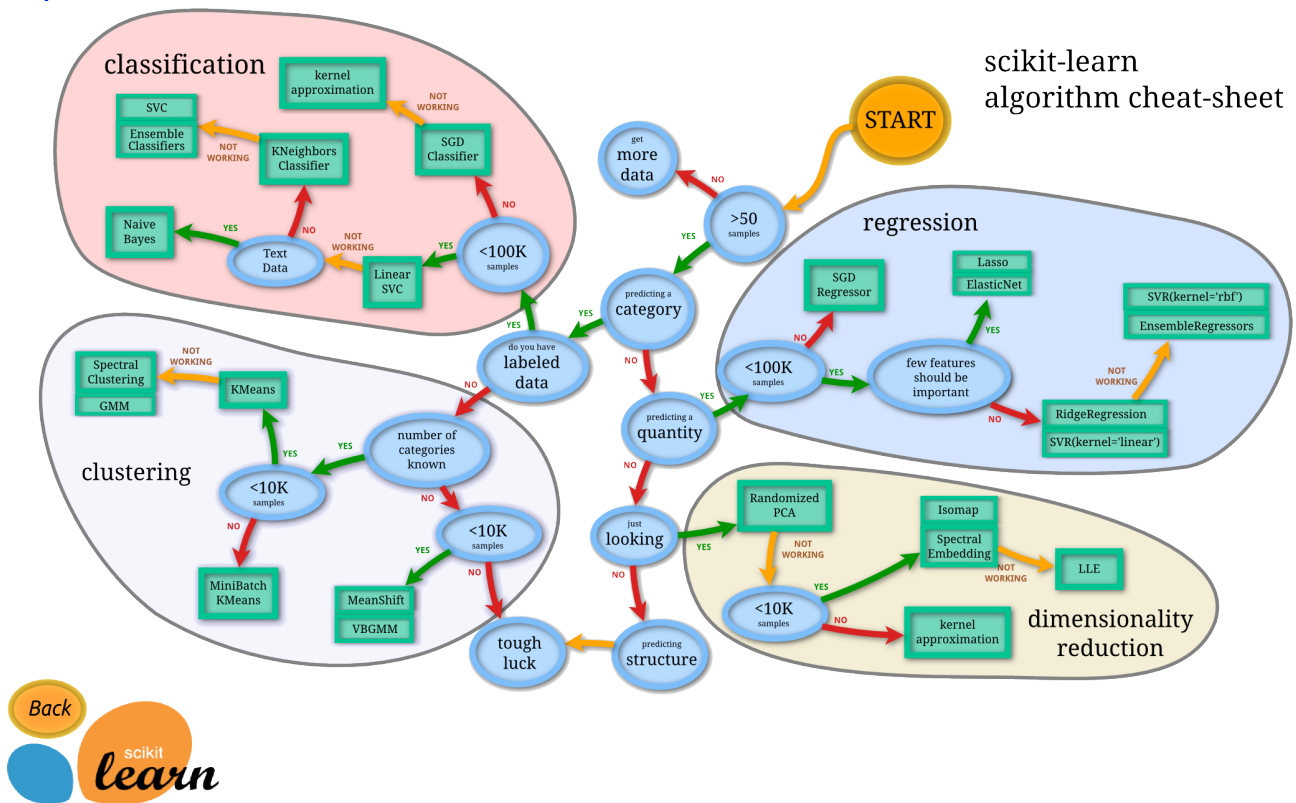 scikit-learn
algorithm cheat-sheet
START
get
more
data
NO
>50
samples
YES
predicting a
category
YES
NO
do you have
labeled
data
YES
NO
predicting a
quantity
YES
NO
just
looking
YES
NO
predicting
structure
tough
luck
classification
kernel
approximation
NOT
WORKING
SGD
Classifier
NO
<100K
samples
YES
Linear
SVC
NOT
WORKING
Text
Data
YES
Naive
Bayes
NO
KNeighbors
Classifier
NOT
WORKING
SVC
Ensemble
Classifiers
regression
SGD
Regressor
NO
<100K
samples
YES
few features
should be
important
YES
Lasso
ElasticNet
NO
RidgeRegression
SVR(kernel='linear')
NOT
WORKING
SVR(kernel='rbf')
EnsembleRegressors
clustering
number of
categories
known
YES
NO
<10K
samples
YES
KMeans
NOT
WORKING
Spectral
Clustering
GMM
NO
MiniBatch
KMeans
<10K
samples
YES
MeanShift
VBGMM
NO
dimensionality
reduction
Randomized
PCA
NOT
WORKING
<10K
samples
YES
Isomap
Spectral
Embedding
NOT
WORKING
LLE
NO
kernel
approximation
Back
scikit
learn